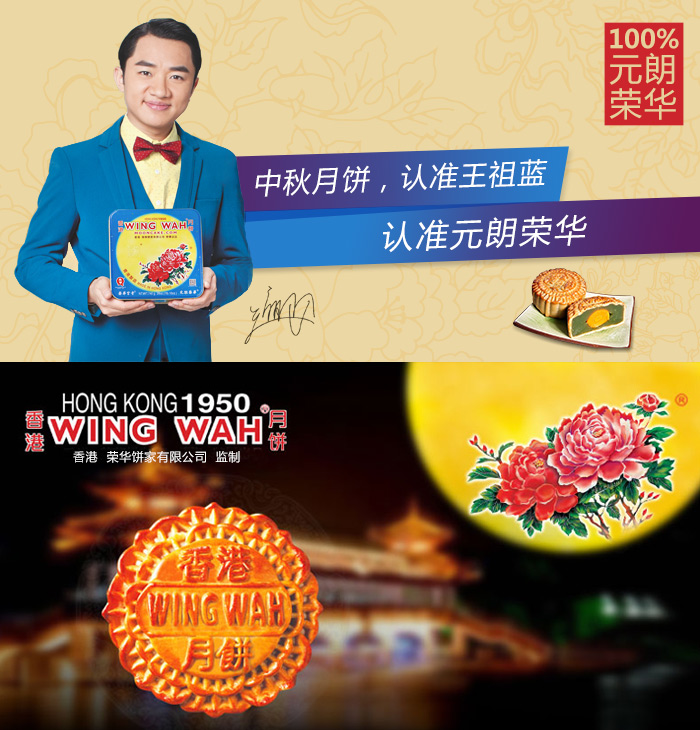 100%
元朗
荣华
中秋月饼，认准王祖蓝
认准元朗荣华
WING WAH
MOONCAKE.COM
HONG KONG 1950
香港
WING WAH®
月饼
香港 荣华饼家有限公司 监制
®
香港
WING WAH
月饼